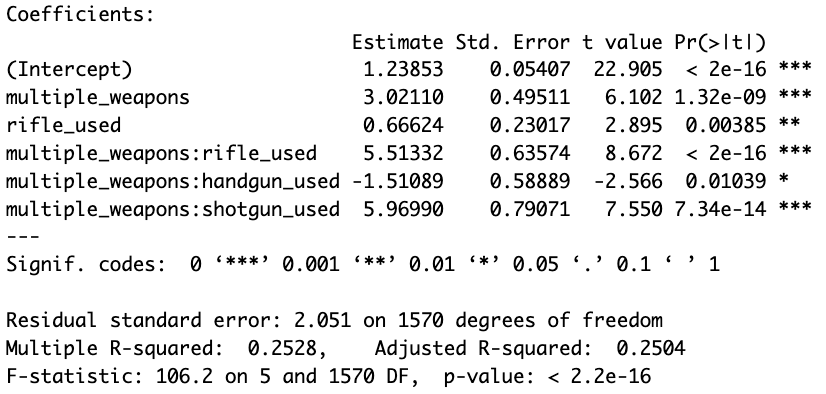 Coefficients:
                            Estimate Std. Error t value Pr(>|t|)
(Intercept)                  1.23853    0.05407  22.905  < 2e-16 ***
multiple_weapons             3.02110    0.49511   6.102 1.32e-09 ***
rifle_used                   0.66624    0.23017   2.895  0.00385 **
multiple_weapons:rifle_used  5.51332    0.63574   8.672  < 2e-16 ***
multiple_weapons:handgun_used -1.51089    0.58889  -2.566  0.01039 *
multiple_weapons:shotgun_used 5.96990    0.79071   7.550 7.34e-14 ***
---
Signif. codes:  0 ‘***’ 0.001 ‘**’ 0.01 ‘*’ 0.05 ‘.’ 0.1 ‘ ’ 1
Residual standard error: 2.051 on 1570 degrees of freedom
Multiple R-squared:  0.2528,    Adjusted R-squared:  0.2504
F-statistic: 106.2 on 5 and 1570 DF,  p-value: < 2.2e-16